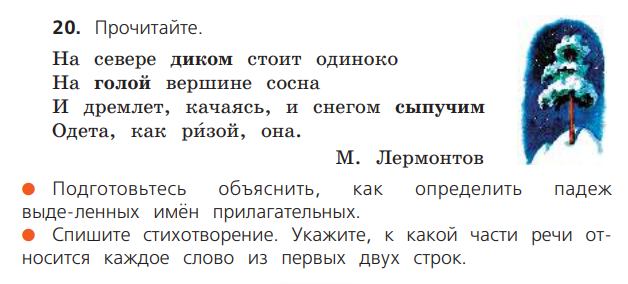 20. Прочитайте.
На севере диком стоит одиноко
На голой вершине сосна
И дремлет, качаясь, и снегом сыпучим
Одета, как ри́зой, она.
М. Лермонтов
● Подготовьтесь объяснить, как определить падеж
выде-ленных имён прилагательных.
● Спишите стихотворение. Укажите, к какой части речи от-
носится каждое слово из первых двух строк.